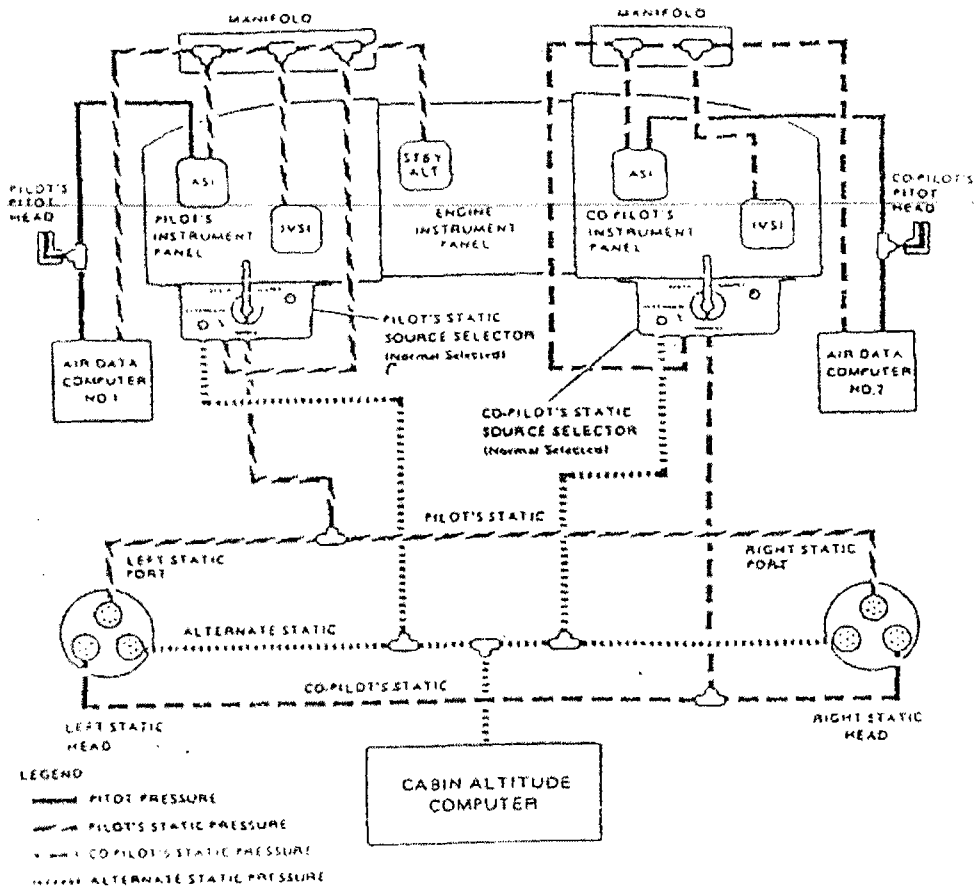 MANIFOLD
MANIFOLD
PILOT'S
PITOT
HEAD
ASI
PILOT'S
INSTRUMENT
PANEL
IVSI
STBY
ALT
ENGINE
INSTRUMENT
PANEL
ASI
CO-PILOT'S
INSTRUMENT
PANEL
IVSI
CO-PILOT'S
PITOT
HEAD
AIR DATA
COMPUTER
NO.1
PILOT'S STATIC
SOURCE SELECTOR
(Normal Selected)
CO-PILOT'S STATIC
SOURCE SELECTOR
(Normal Selected)
AIR DATA
COMPUTER
NO.2
PILOT'S STATIC
LEFT STATIC
PORT
RIGHT STATIC
PORT
ALTERNATE STATIC
CO-PILOT'S STATIC
LEFT STATIC
HEAD
RIGHT STATIC
HEAD
CABIN ALTITUDE
COMPUTER
LEGEND
PITOT PRESSURE
PILOT'S STATIC PRESSURE
CO-PILOT'S STATIC PRESSURE
ALTERNATE STATIC PRESSURE